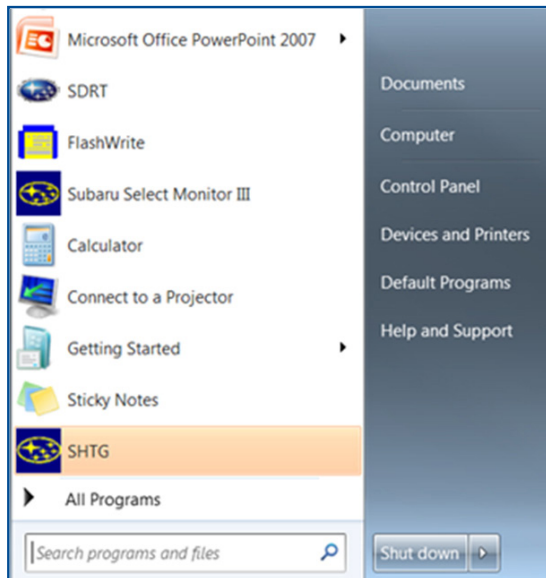 Microsoft Office PowerPoint 2007
SDRT
FlashWrite
Subaru Select Monitor III
Calculator
Connect to a Projector
Getting Started
Sticky Notes
SHTG
All Programs
Search programs and files
Documents
Computer
Control Panel
Devices and Printers
Default Programs
Help and Support
Shut down